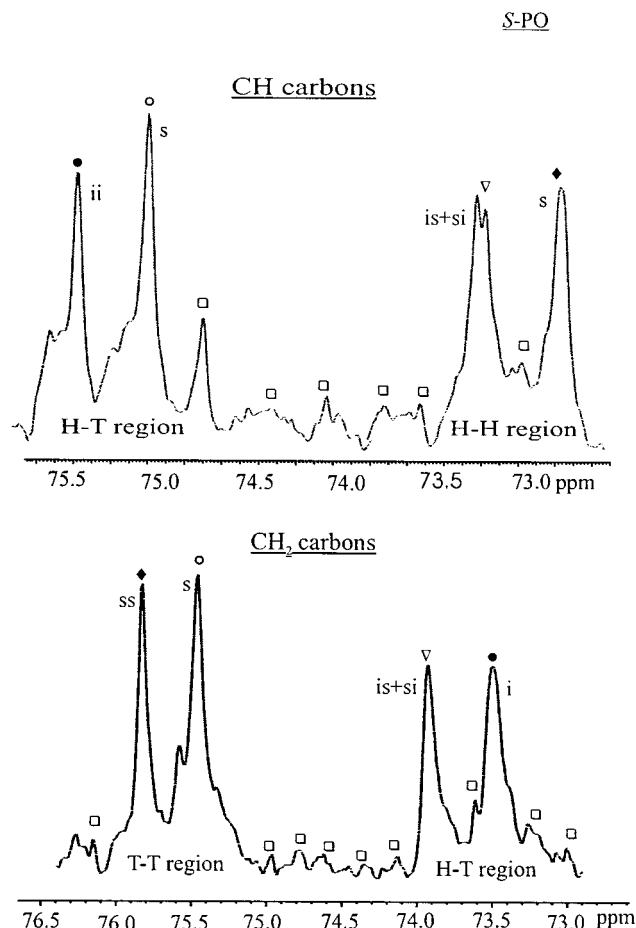 S-PO
CH carbons
s
ii
is+si
s
H-T region
H-H region
75.5 75.0 74.5 74.0 73.5 73.0 ppm
CH₂ carbons
ss
s
is+si
i
T-T region
H-T region
76.5 76.0 75.5 75.0 74.5 74.0 73.5 73.0 ppm